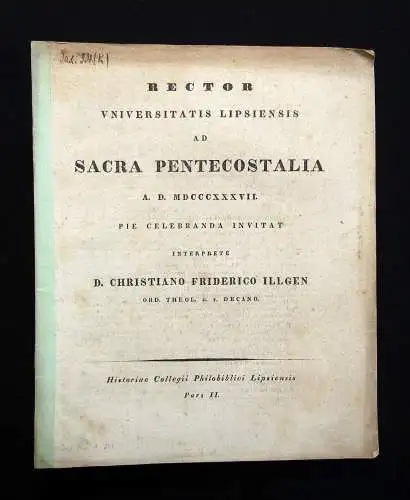 RECTOR
VNIVERSITATIS LIPSIENSIS
AD
SACRA PENTECOSTALIA
A. D. MDCCCXXXVII.
PIE CELEBRANDA INVITAT
INTERPRETE
D. CHRISTIANO FRIDERICO ILLGEN
ORD. THEOL. h. t. DECANO.
Historiae Collegii Philobiblici Lipsiensis
Pars II.